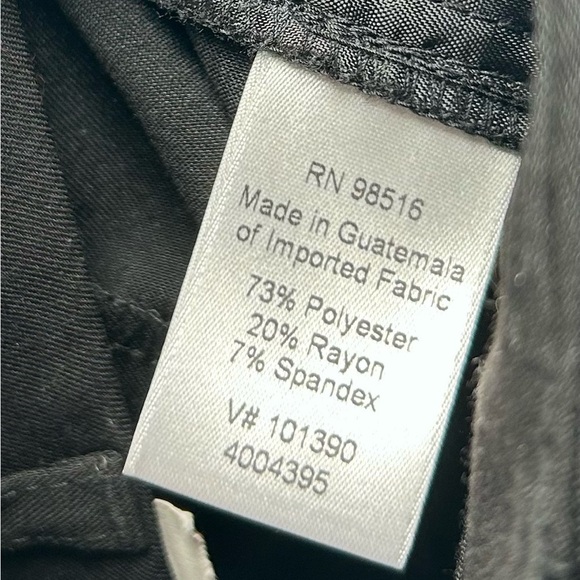 RN 98516
Made in Guatemala
of Imported Fabric
73% Polyester
20% Rayon
7% Spandex
V# 101390
4004395